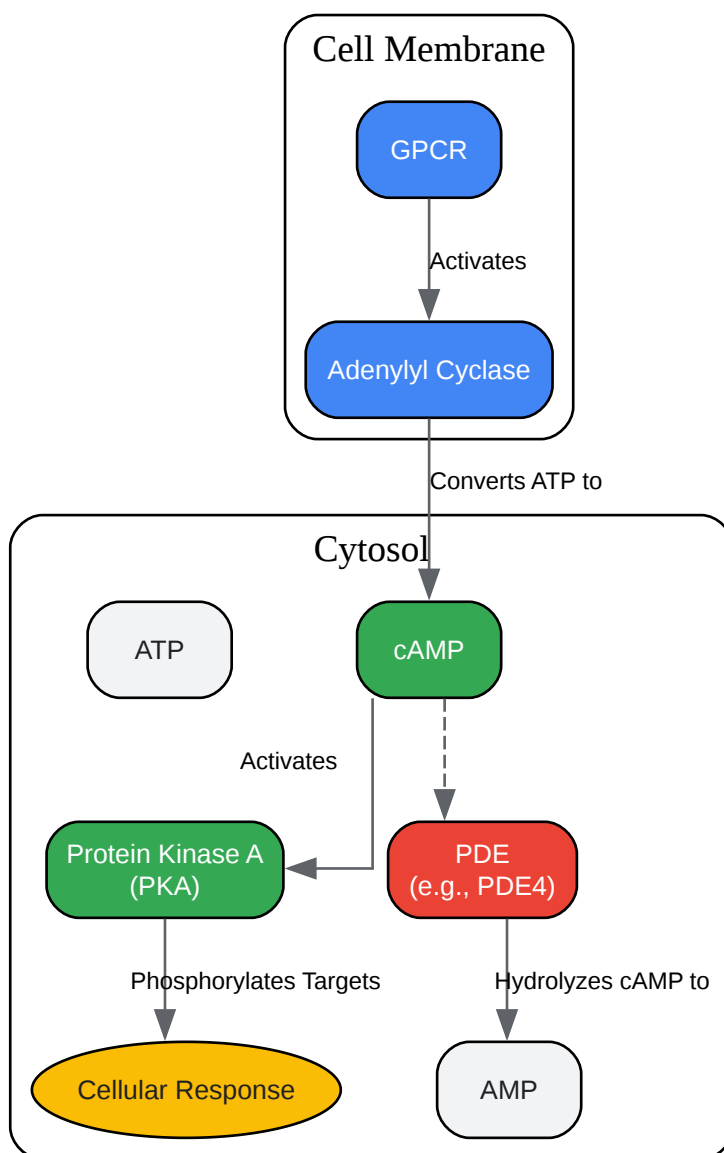 Cell Membrane
GPCR
Activates
Adenylyl Cyclase
Converts ATP to
Cytosol
ATP
cAMP
Activates
Protein Kinase A
(PKA)
PDE
(e.g., PDE4)
Phosphorylates Targets
Hydrolyzes cAMP to
Cellular Response
AMP